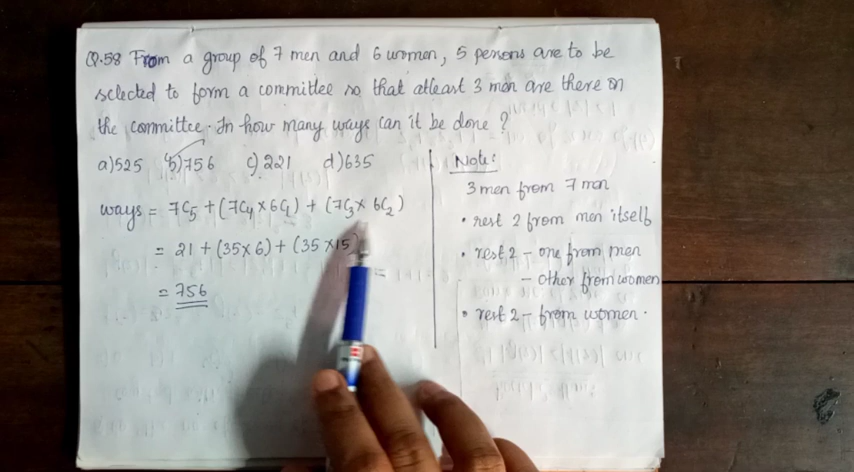 Q.58 From a group of 7 men and 6 women, 5 persons are to be
selected to form a committee so that atleast 3 men are there on
the committee. In how many ways can it be done?
a) 525 b) 756 c) 221 d) 635
ways = 7C5 + (7C4 × 6C1) + (7C3 × 6C2)
= 21 + (35×6) + (35×15)
= 756
Note:
3 men from 7 men
• rest 2 from men itself
• rest 2 - one from men
- other from women
• rest 2 - from women.